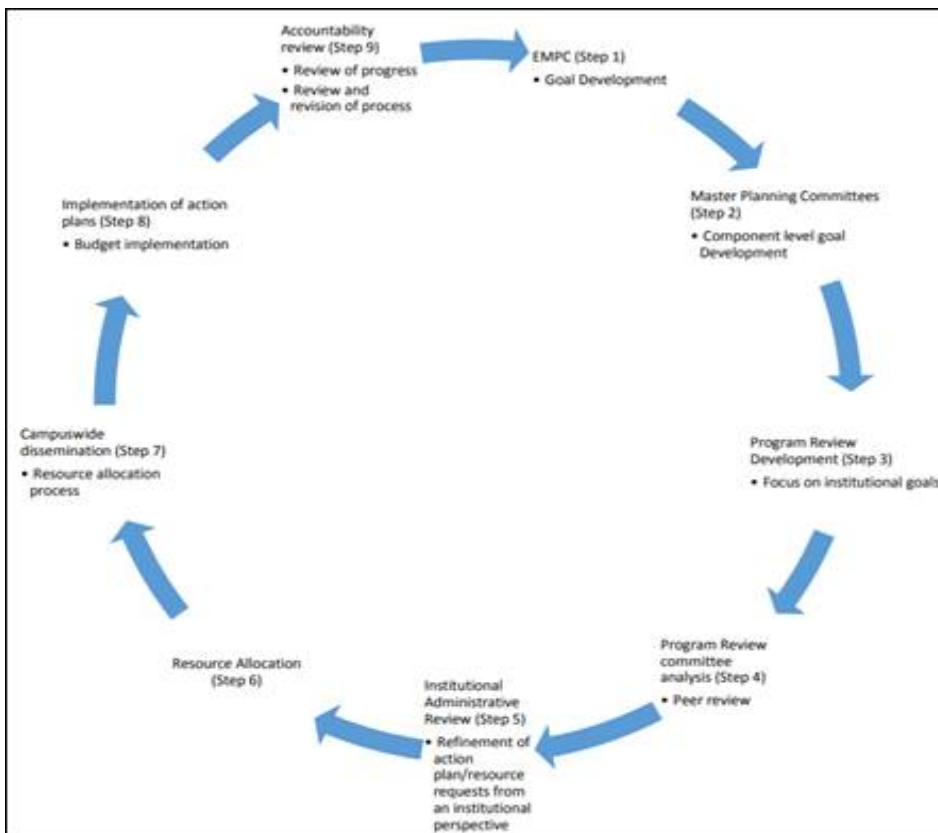 Accountability
review (Step 9)
• Review of progress
• Review and
revision of process
EMPC (Step 1)
• Goal Development
Master Planning Committees
(Step 2)
• Component level goal
Development
Program Review
Development (Step 3)
• Focus on institutional goals
Program Review
committee
analysis (Step 4)
• Peer review
Institutional
Administrative
Review (Step 5)
• Refinement of
action
plan/resource
requests from
an institutional
perspective
Resource Allocation
(Step 6)
Campuswide
dissemination (Step 7)
• Resource allocation
process
Implementation of action
plans (Step 8)
• Budget implementation